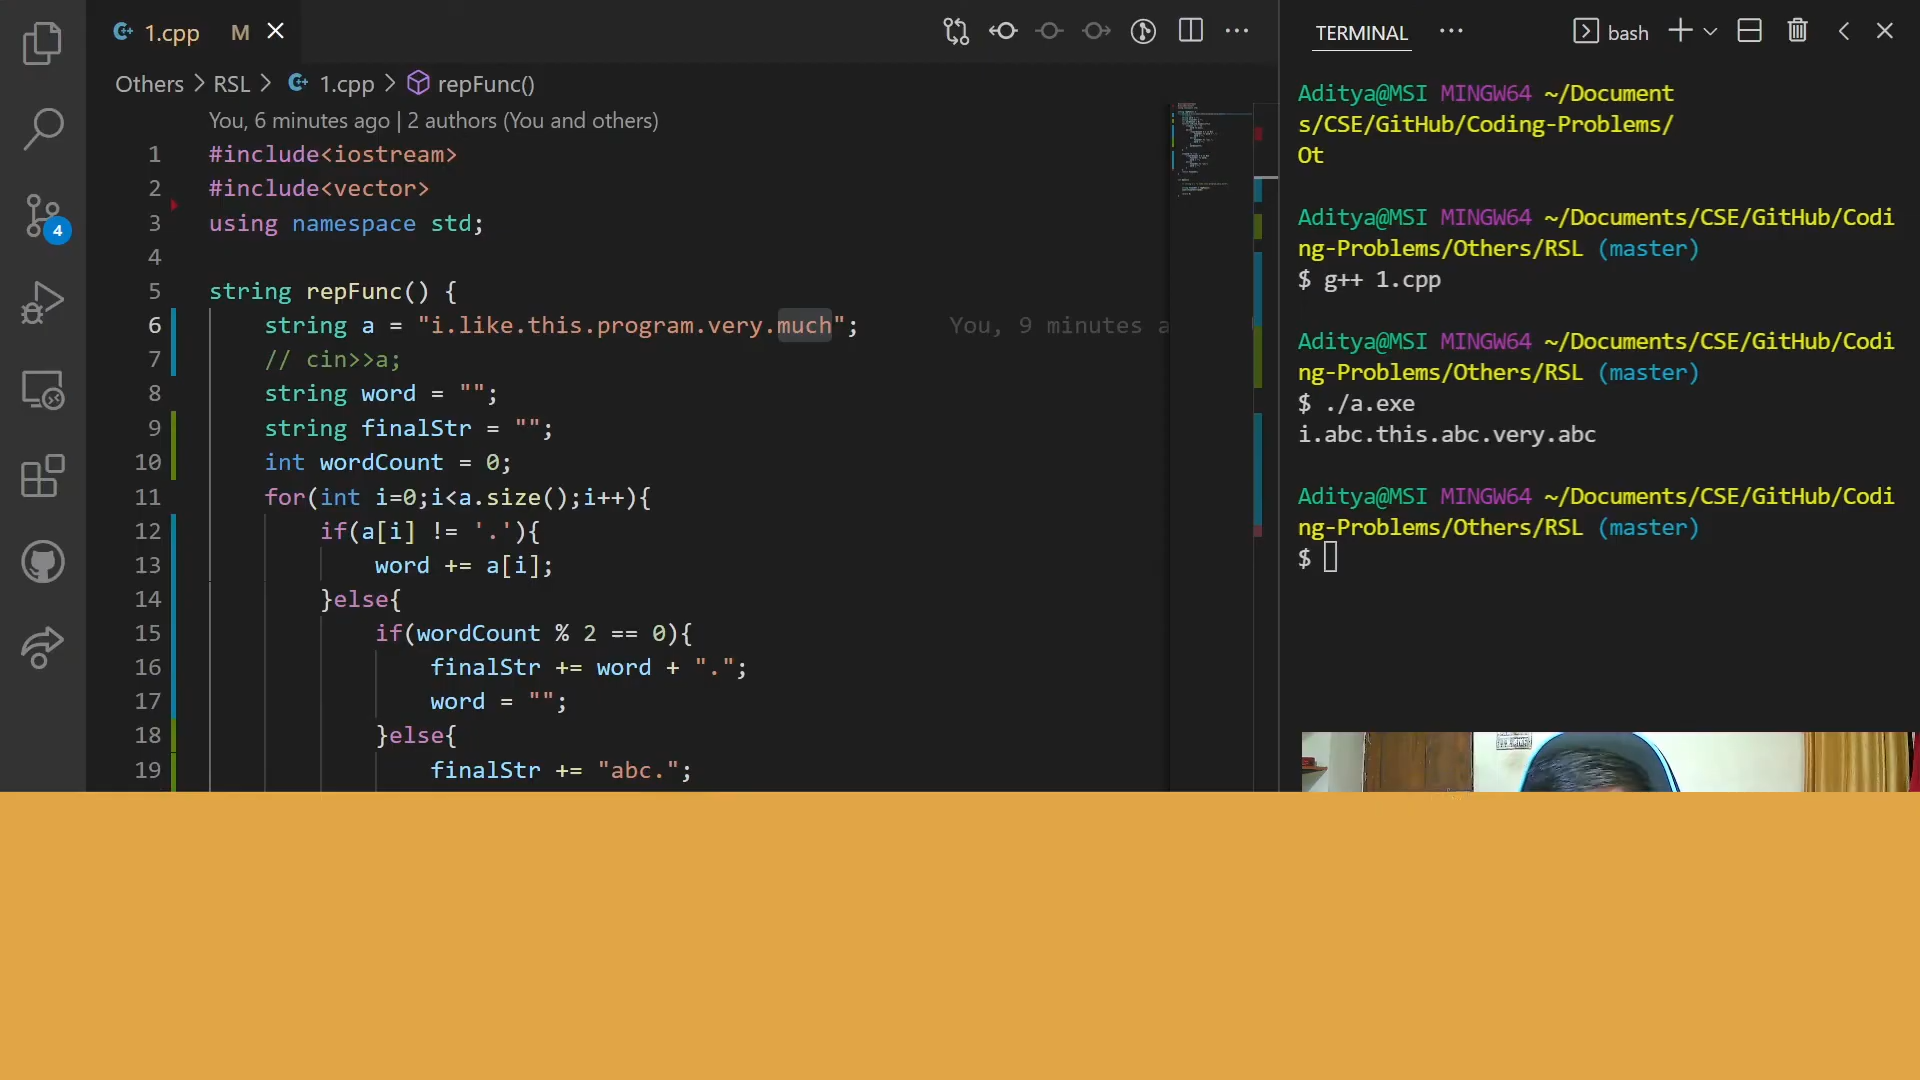 1.cpp M
Others > RSL > 1.cpp > repFunc()
You, 6 minutes ago | 2 authors (You and others)
1 #include<iostream>
2 #include<vector>
3 using namespace std;
4
5 string repFunc() {
6 string a = "i.like.this.program.very.much"; You, 9 minutes a
7 // cin>>a;
8 string word = "";
9 string finalStr = "";
10 int wordCount = 0;
11 for(int i=0;i<a.size();i++){
12 if(a[i] != '.'){
13 word += a[i];
14 }else{
15 if(wordCount % 2 == 0){
16 finalStr += word + ".";
17 word = "";
18 }else{
19 finalStr += "abc.";
4
TERMINAL
bash
Aditya@MSI MINGW64 ~/Document
s/CSE/GitHub/Coding-Problems/
Ot
Aditya@MSI MINGW64 ~/Documents/CSE/GitHub/Codi
ng-Problems/Others/RSL (master)
$ g++ 1.cpp
Aditya@MSI MINGW64 ~/Documents/CSE/GitHub/Codi
ng-Problems/Others/RSL (master)
$ ./a.exe
i.abc.this.abc.very.abc
Aditya@MSI MINGW64 ~/Documents/CSE/GitHub/Codi
ng-Problems/Others/RSL (master)
$